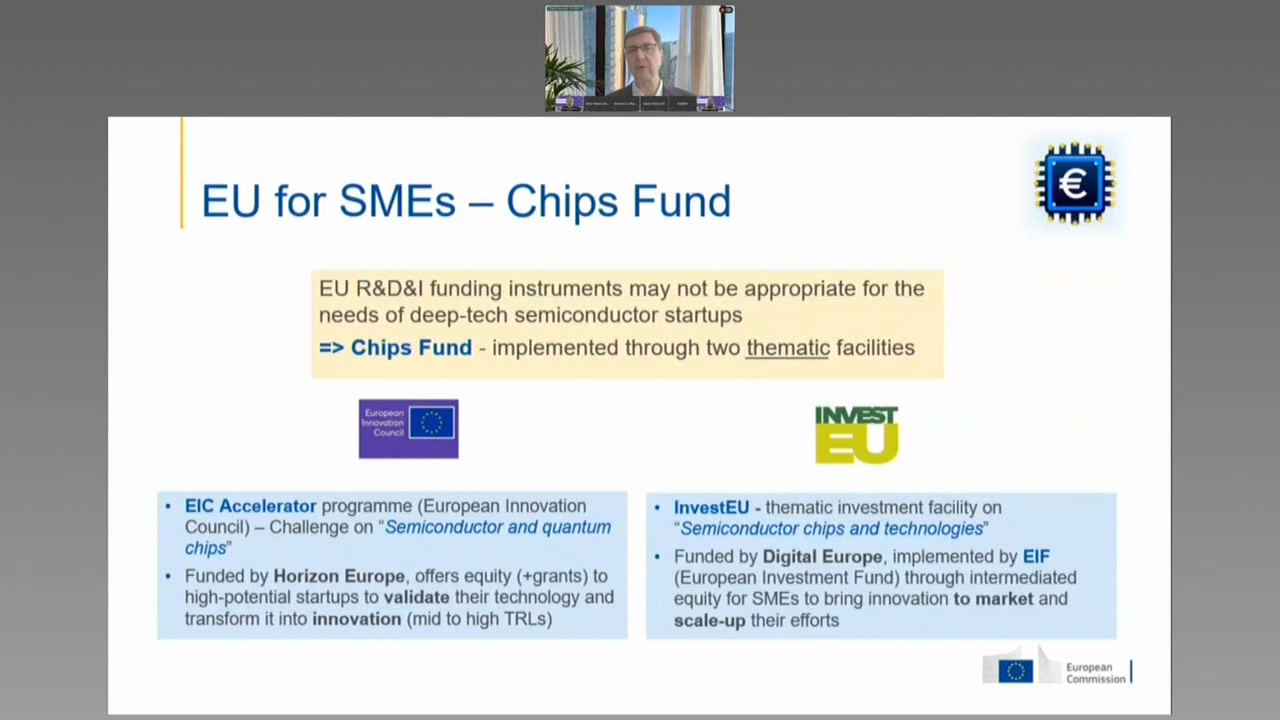 EU for SMEs – Chips Fund
€
EU R&D&I funding instruments may not be appropriate for the
needs of deep-tech semiconductor startups
=> Chips Fund - implemented through two thematic facilities
European
Innovation
Council
INVEST
EU
• EIC Accelerator programme (European Innovation
Council) – Challenge on “Semiconductor and quantum
chips”
• Funded by Horizon Europe, offers equity (+grants) to
high-potential startups to validate their technology and
transform it into innovation (mid to high TRLs)
• InvestEU - thematic investment facility on
“Semiconductor chips and technologies”
• Funded by Digital Europe, implemented by EIF
(European Investment Fund) through intermediated
equity for SMEs to bring innovation to market and
scale-up their efforts
European
Commission